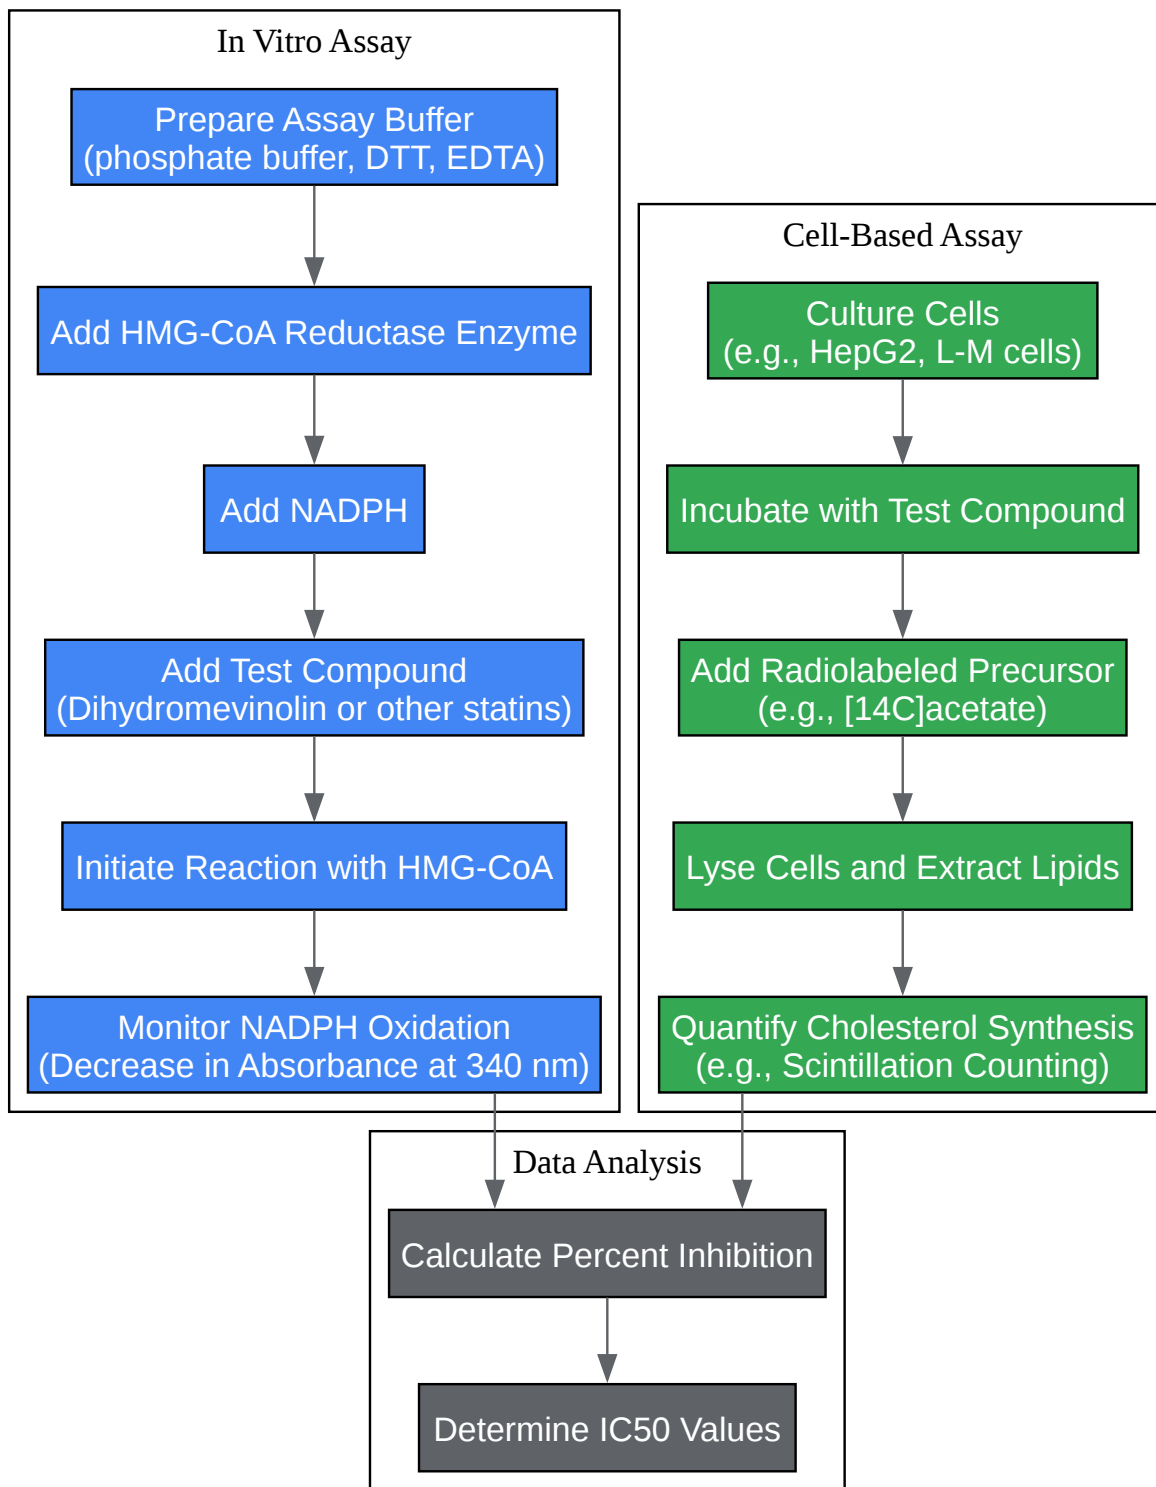 In Vitro Assay
Prepare Assay Buffer
(phosphate buffer, DTT, EDTA)
Add HMG-CoA Reductase Enzyme
Add NADPH
Add Test Compound
(Dihydromevinolin or other statins)
Initiate Reaction with HMG-CoA
Monitor NADPH Oxidation
(Decrease in Absorbance at 340 nm)
Cell-Based Assay
Culture Cells
(e.g., HepG2, L-M cells)
Incubate with Test Compound
Add Radiolabeled Precursor
(e.g., [14C]acetate)
Lyse Cells and Extract Lipids
Quantify Cholesterol Synthesis
(e.g., Scintillation Counting)
Data Analysis
Calculate Percent Inhibition
Determine IC50 Values